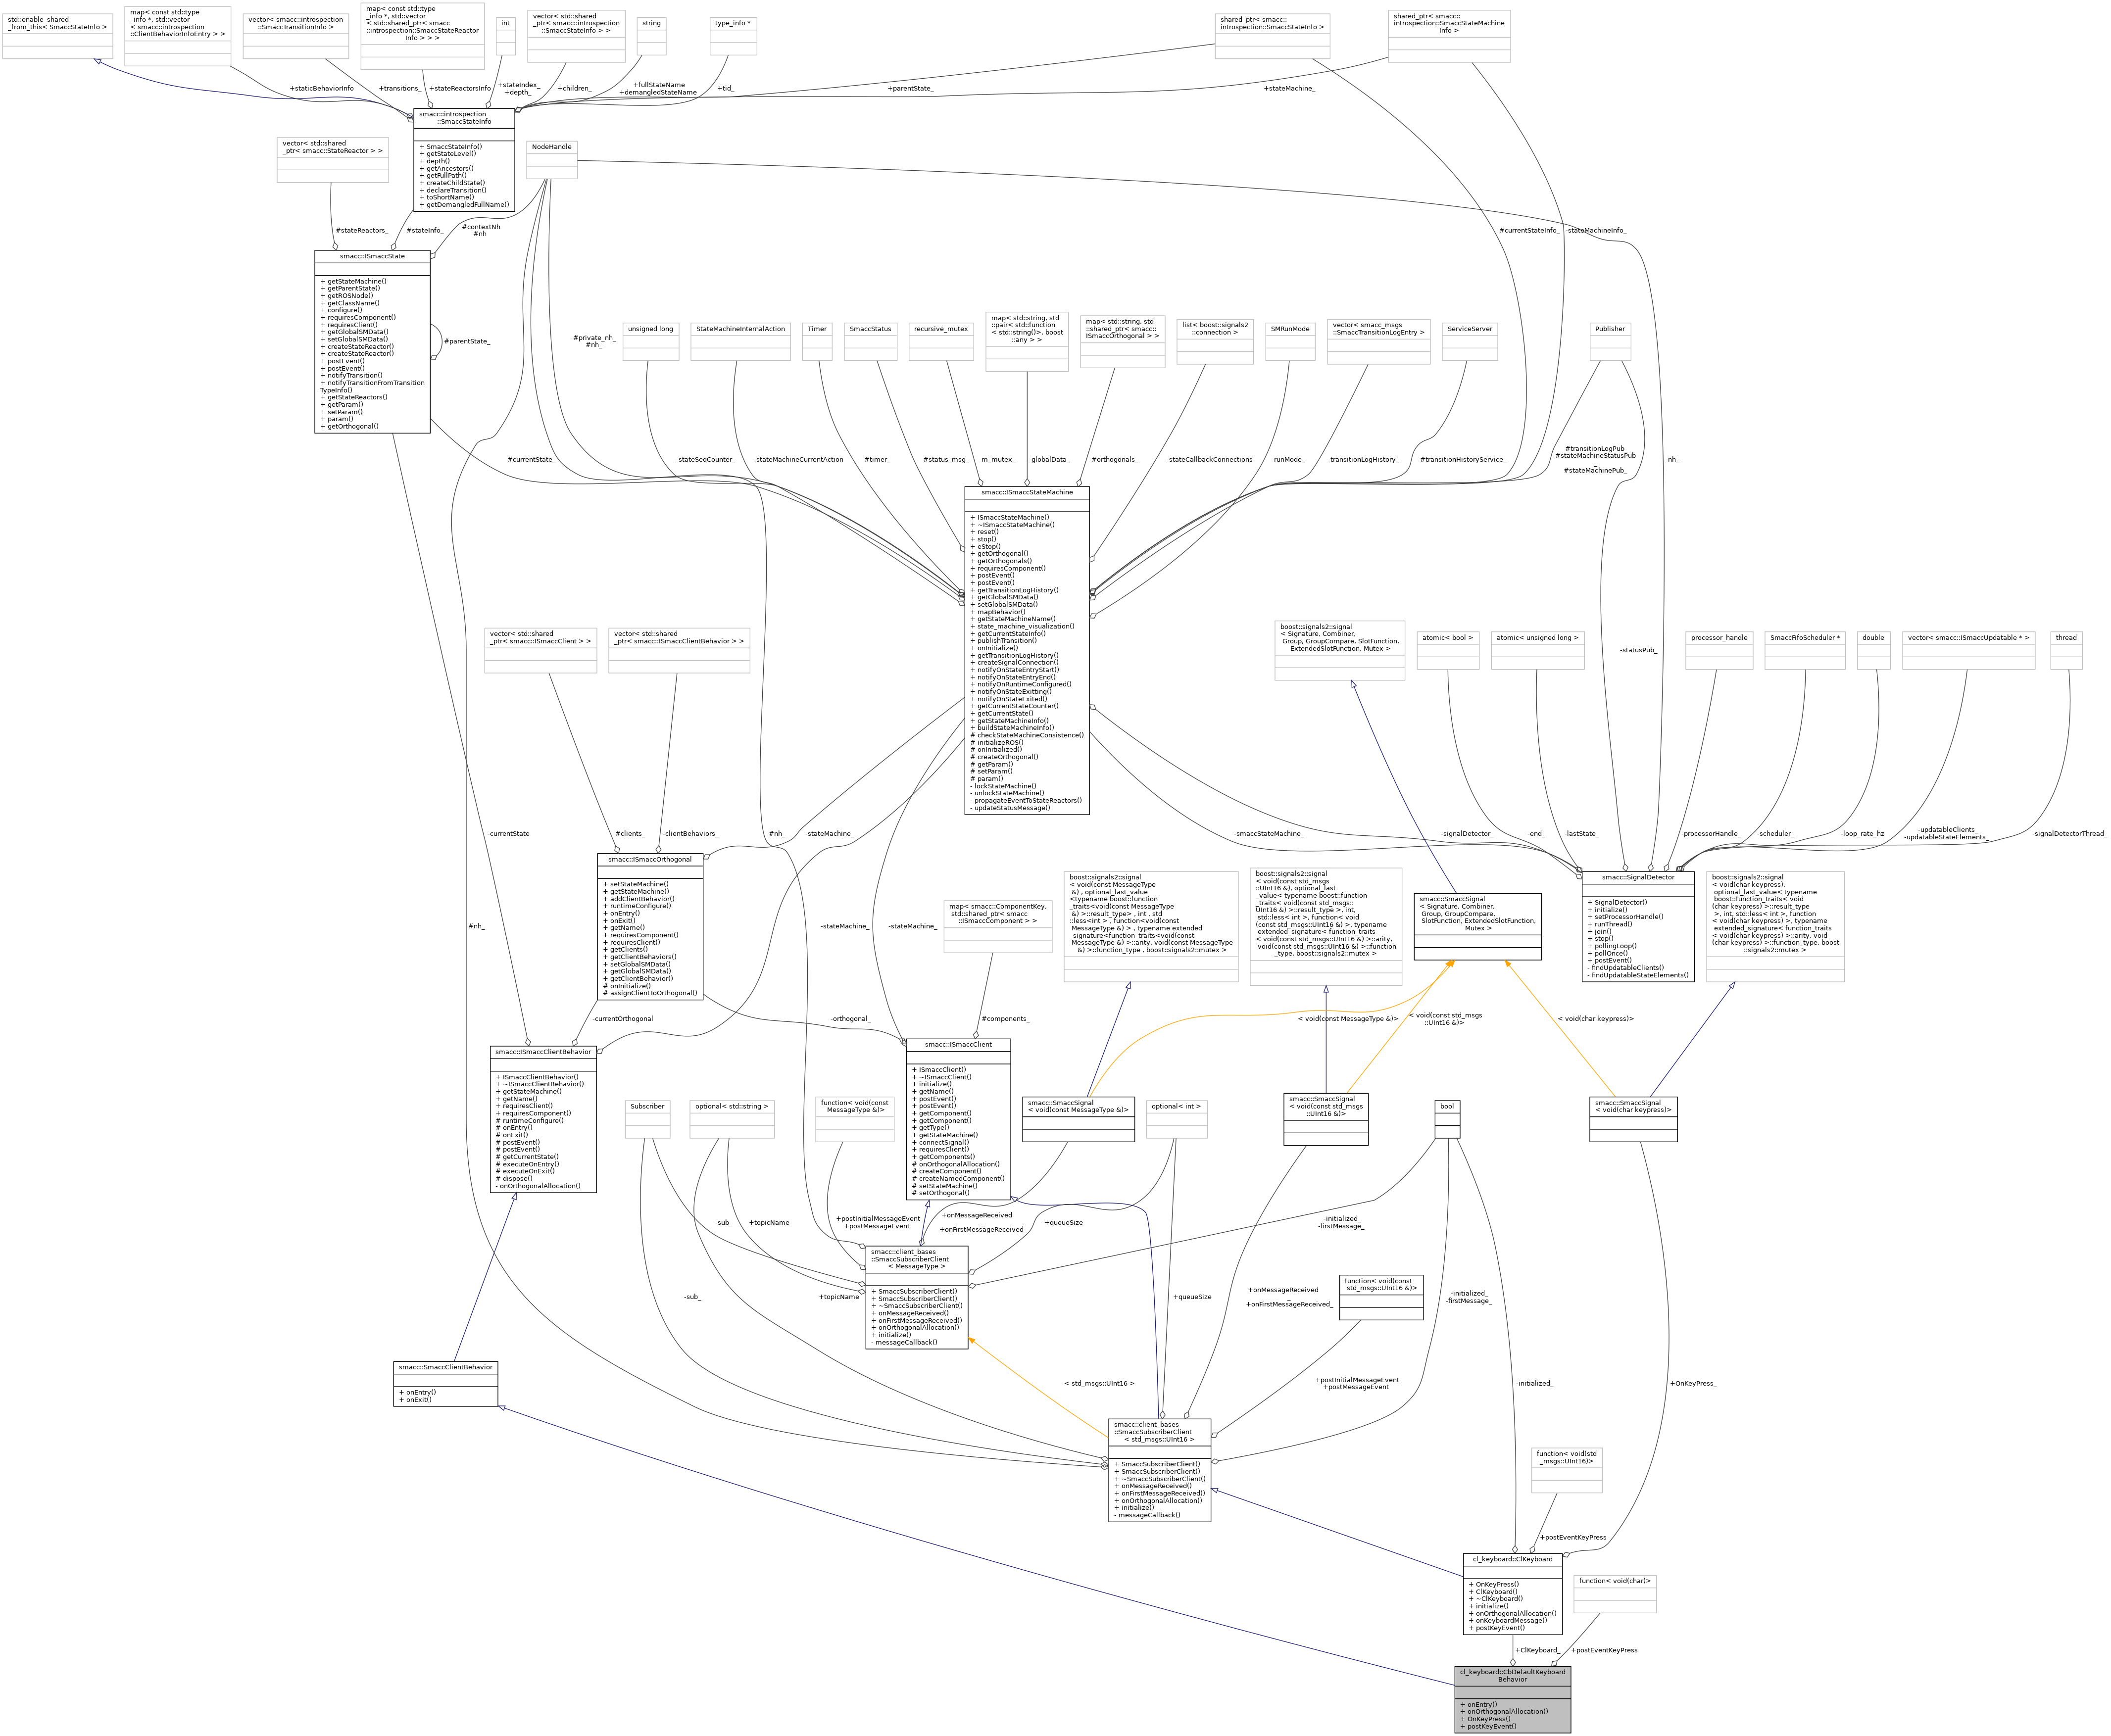 std::enable_shared
_from_this< SmaccStateInfo >
map< const std::type
_info *, std::vector
< smacc::introspection
::ClientBehaviorInfoEntry > >
vector< smacc::introspection
::SmaccTransitionInfo >
map< const std::type
_info *, std::vector
< std::shared_ptr< smacc
::introspection::SmaccStateReactor
Info > > >
int
vector< std::shared
_ptr< smacc::introspection
::SmaccStateInfo > >
string
type_info *
shared_ptr< smacc::
introspection::SmaccStateInfo >
shared_ptr< smacc::
introspection::SmaccStateMachine
Info >
+staticBehaviorInfo
+transitions_
+stateReactorsInfo
+stateIndex_
+depth_
+children_
+fullStateName
+demangledStateName
+tid_
+parentState_
+stateMachine_
smacc::introspection
::SmaccStateInfo
+ SmaccStateInfo()
+ getStateLevel()
+ depth()
+ getAncestors()
+ getFullPath()
+ createChildState()
+ declareTransition()
+ toShortName()
+ getDemangledFullName()
vector< std::shared
_ptr< smacc::StateReactor > >
NodeHandle
#stateReactors_
#stateInfo_
#contextNh
#nh
#currentStateInfo_
-stateMachineInfo_
smacc::ISmaccState
+ getStateMachine()
+ getParentState()
+ getROSNode()
+ getClassName()
+ configure()
+ requiresComponent()
+ requiresClient()
+ getGlobalSMData()
+ setGlobalSMData()
+ createStateReactor()
+ createStateReactor()
+ postEvent()
+ postEvent()
+ notifyTransition()
+ notifyTransitionFromTransition
TypeInfo()
+ getStateReactors()
+ getParam()
+ setParam()
+ param()
+ getOrthogonal()
#parentState_
#private_nh_
#nh_
unsigned long
StateMachineInternalAction
Timer
SmaccStatus
recursive_mutex
map< std::string, std
::pair< std::function
< std::string()>, boost
::any > >
map< std::string, std
::shared_ptr< smacc::
ISmaccOrthogonal > >
list< boost::signals2
::connection >
SMRunMode
vector< smacc_msgs
::SmaccTransitionLogEntry >
ServiceServer
Publisher
#currentState_
-stateSeqCounter_
-stateMachineCurrentAction
#timer_
#status_msg_
-m_mutex_
-globalData_
#orthogonals_
-stateCallbackConnections
-runMode_
-transitionLogHistory_
#transitionHistoryService_
#transitionLogPub_
#stateMachineStatusPub
_
#stateMachinePub_
-nh_
smacc::ISmaccStateMachine
+ ISmaccStateMachine()
+ ~ISmaccStateMachine()
+ reset()
+ stop()
+ eStop()
+ getOrthogonal()
+ getOrthogonals()
+ requiresComponent()
+ postEvent()
+ postEvent()
+ getTransitionLogHistory()
+ getGlobalSMData()
+ setGlobalSMData()
+ mapBehavior()
+ getStateMachineName()
+ state_machine_visualization()
+ getCurrentStateInfo()
+ publishTransition()
+ onInitialize()
+ getTransitionLogHistory()
+ createSignalConnection()
+ notifyOnStateEntryStart()
+ notifyOnStateEntryEnd()
+ notifyOnRuntimeConfigured()
+ notifyOnStateExitting()
+ notifyOnStateExited()
+ getCurrentStateCounter()
+ getCurrentState()
+ getStateMachineInfo()
+ buildStateMachineInfo()
# checkStateMachineConsistence()
# initializeROS()
# onInitialized()
# createOrthogonal()
# getParam()
# setParam()
# param()
- lockStateMachine()
- unlockStateMachine()
- propagateEventToStateReactors()
- updateStatusMessage()
vector< std::shared
_ptr< smacc::ISmaccClient > >
vector< std::shared
_ptr< smacc::ISmaccClientBehavior > >
boost::signals2::signal
< Signature, Combiner,
Group, GroupCompare, SlotFunction,
ExtendedSlotFunction, Mutex >
atomic< bool >
atomic< unsigned long >
-statusPub_
processor_handle
SmaccFifoScheduler *
double
vector< smacc::ISmaccUpdatable * >
thread
-currentState
#clients_
-clientBehaviors_
#nh_
-stateMachine_
-smaccStateMachine_
-signalDetector_
-end_
-lastState_
-processorHandle_
-scheduler_
-loop_rate_hz
-updatableClients_
-updatableStateElements_
-signalDetectorThread_
smacc::ISmaccOrthogonal
+ setStateMachine()
+ getStateMachine()
+ addClientBehavior()
+ runtimeConfigure()
+ onEntry()
+ onExit()
+ getName()
+ requiresComponent()
+ requiresClient()
+ getClients()
+ getClientBehaviors()
+ setGlobalSMData()
+ getGlobalSMData()
+ getClientBehavior()
# onInitialize()
# assignClientToOrthogonal()
#nh_
-stateMachine_
-stateMachine_
map< smacc::ComponentKey,
std::shared_ptr< smacc
::ISmaccComponent > >
boost::signals2::signal
< void(const MessageType
&) , optional_last_value
<typename boost::function
_traits<void(const MessageType
&) >::result_type> , int , std
::less<int > , function<void(const
MessageType &) > , typename extended
_signature<function_traits<void(const
MessageType &) >::arity, void(const MessageType
&) >::function_type , boost::signals2::mutex >
boost::signals2::signal
< void(const std_msgs
::UInt16 &), optional_last
_value< typename boost::function
_traits< void(const std_msgs::
UInt16 &) >::result_type >, int,
std::less< int >, function< void
(const std_msgs::UInt16 &) >, typename
extended_signature< function_traits
< void(const std_msgs::UInt16 &) >::arity,
void(const std_msgs::UInt16 &) >::function
_type, boost::signals2::mutex >
smacc::SmaccSignal
< Signature, Combiner,
Group, GroupCompare,
SlotFunction, ExtendedSlotFunction,
Mutex >
smacc::SignalDetector
+ SignalDetector()
+ initialize()
+ setProcessorHandle()
+ runThread()
+ join()
+ stop()
+ pollingLoop()
+ pollOnce()
+ postEvent()
- findUpdatableClients()
- findUpdatableStateElements()
boost::signals2::signal
< void(char keypress),
optional_last_value< typename
boost::function_traits< void
(char keypress) >::result_type
>, int, std::less< int >, function
< void(char keypress) >, typename
extended_signature< function_traits
< void(char keypress) >::arity, void
(char keypress) >::function_type, boost
::signals2::mutex >
-currentOrthogonal
-orthogonal_
#components_
< void(const MessageType &)>
< void(const std_msgs
::UInt16 &)>
< void(char keypress)>
smacc::ISmaccClientBehavior
+ ISmaccClientBehavior()
+ ~ISmaccClientBehavior()
+ getStateMachine()
+ getName()
+ requiresClient()
+ requiresComponent()
# runtimeConfigure()
# onEntry()
# onExit()
# postEvent()
# postEvent()
# getCurrentState()
# executeOnEntry()
# executeOnExit()
# dispose()
- onOrthogonalAllocation()
smacc::ISmaccClient
+ ISmaccClient()
+ ~ISmaccClient()
+ initialize()
+ getName()
+ postEvent()
+ postEvent()
+ getComponent()
+ getComponent()
+ getType()
+ getStateMachine()
+ connectSignal()
+ requiresClient()
+ getComponents()
# onOrthogonalAllocation()
# createComponent()
# createNamedComponent()
# setStateMachine()
# setOrthogonal()
Subscriber
optional< std::string >
function< void(const
MessageType &)>
smacc::SmaccSignal
< void(const MessageType &)>
optional< int >
smacc::SmaccSignal
< void(const std_msgs
::UInt16 &)>
bool
smacc::SmaccSignal
< void(char keypress)>
-sub_
+topicName
+postInitialMessageEvent
+postMessageEvent
+onMessageReceived
_
+onFirstMessageReceived_
+queueSize
-initialized_
-firstMessage_
smacc::client_bases
::SmaccSubscriberClient
< MessageType >
+ SmaccSubscriberClient()
+ SmaccSubscriberClient()
+ ~SmaccSubscriberClient()
+ onMessageReceived()
+ onFirstMessageReceived()
+ onOrthogonalAllocation()
+ initialize()
- messageCallback()
-sub_
+topicName
+queueSize
+onMessageReceived
_
+onFirstMessageReceived_
function< void(const
std_msgs::UInt16 &)>
-initialized_
-firstMessage_
smacc::SmaccClientBehavior
+ onEntry()
+ onExit()
< std_msgs::UInt16 >
+postInitialMessageEvent
+postMessageEvent
-initialized_
+OnKeyPress_
smacc::client_bases
::SmaccSubscriberClient
< std_msgs::UInt16 >
+ SmaccSubscriberClient()
+ SmaccSubscriberClient()
+ ~SmaccSubscriberClient()
+ onMessageReceived()
+ onFirstMessageReceived()
+ onOrthogonalAllocation()
+ initialize()
- messageCallback()
function< void(std
_msgs::UInt16)>
+postEventKeyPress
cl_keyboard::ClKeyboard
+ OnKeyPress()
+ ClKeyboard()
+ ~ClKeyboard()
+ initialize()
+ onOrthogonalAllocation()
+ onKeyboardMessage()
+ postKeyEvent()
function< void(char)>
+ClKeyboard_
+postEventKeyPress
cl_keyboard::CbDefaultKeyboard
Behavior
+ onEntry()
+ onOrthogonalAllocation()
+ OnKeyPress()
+ postKeyEvent()